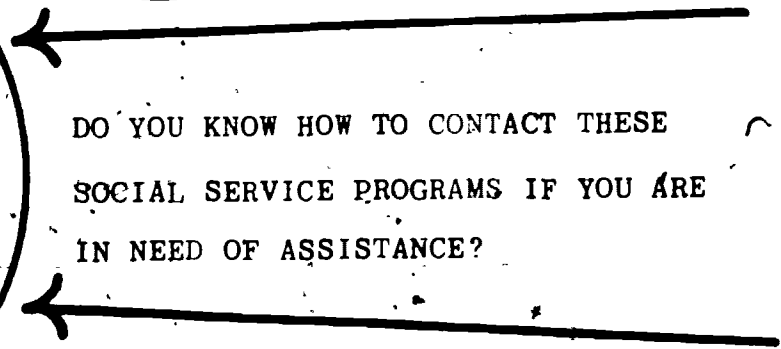 DO YOU KNOW HOW TO CONTACT THESE
SOCIAL SERVICE PROGRAMS IF YOU ARE
IN NEED OF ASSISTANCE?